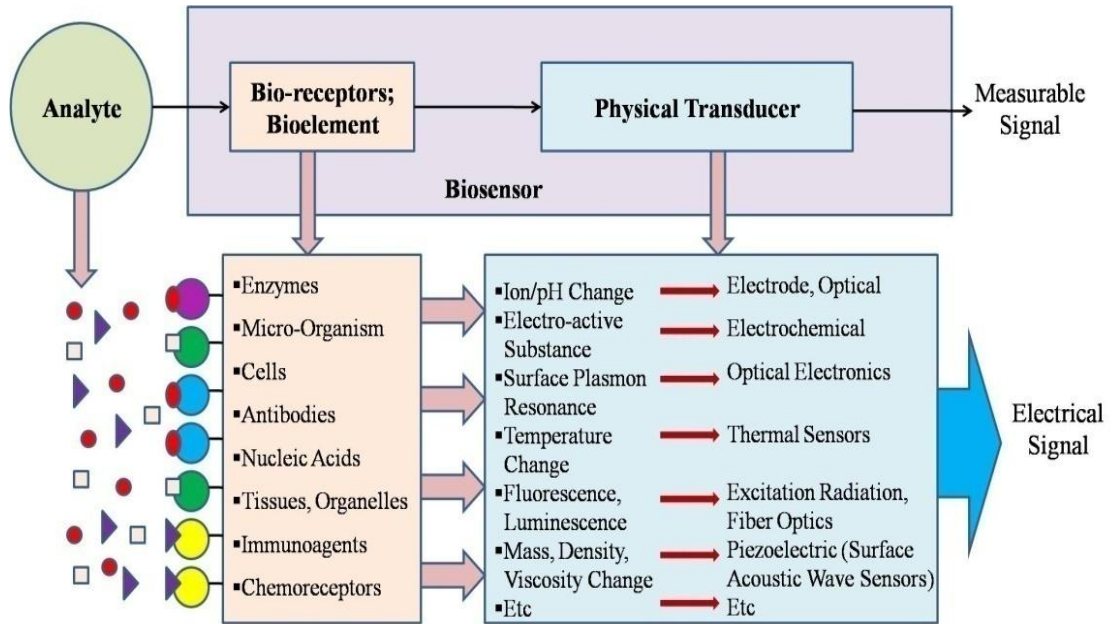 Analyte
Bio-receptors;
Bioelement
Physical Transducer
Measurable
Signal
Biosensor
▪Enzymes
▪Micro-Organism
▪Cells
▪Antibodies
▪Nucleic Acids
▪Tissues, Organelles
▪Immunoagents
▪Chemoreceptors
▪Ion/pH Change
Electrode, Optical
▪Electro-active
Substance
Electrochemical
▪Surface Plasmon
Resonance
Optical Electronics
▪Temperature
Change
Thermal Sensors
▪Fluorescence,
Luminescence
Excitation Radiation,
Fiber Optics
▪Mass, Density,
Viscosity Change
Piezoelectric (Surface
Acoustic Wave Sensors)
▪Etc
Etc
Electrical
Signal